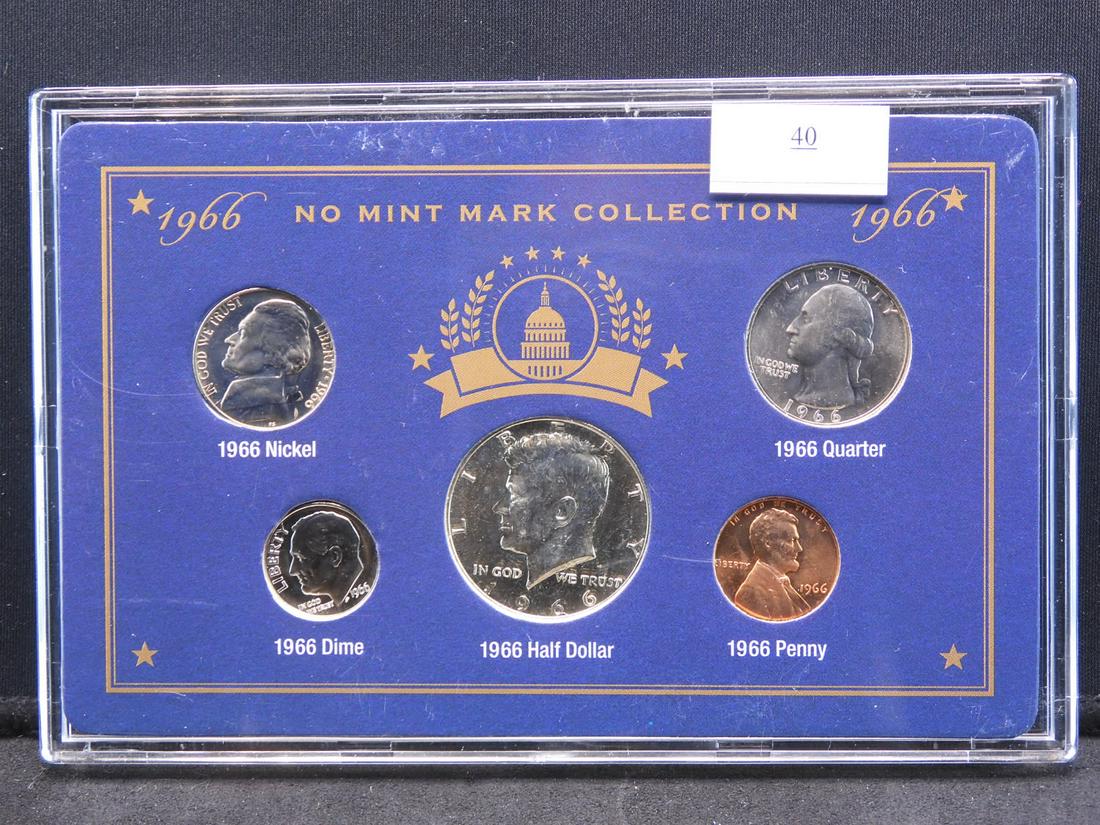 40
1966 NO MINT MARK COLLECTION 1966
IN GOD WE TRUST LIBERTY 1966
1966 Nickel
LIBERTY
IN GOD WE TRUST
1966
1966 Quarter
LIBERTY
IN GOD WE TRUST
1966
1966 Dime
LIBERTY
IN GOD WE TRUST
1966
1966 Half Dollar
IN GOD WE TRUST
LIBERTY
1966
1966 Penny